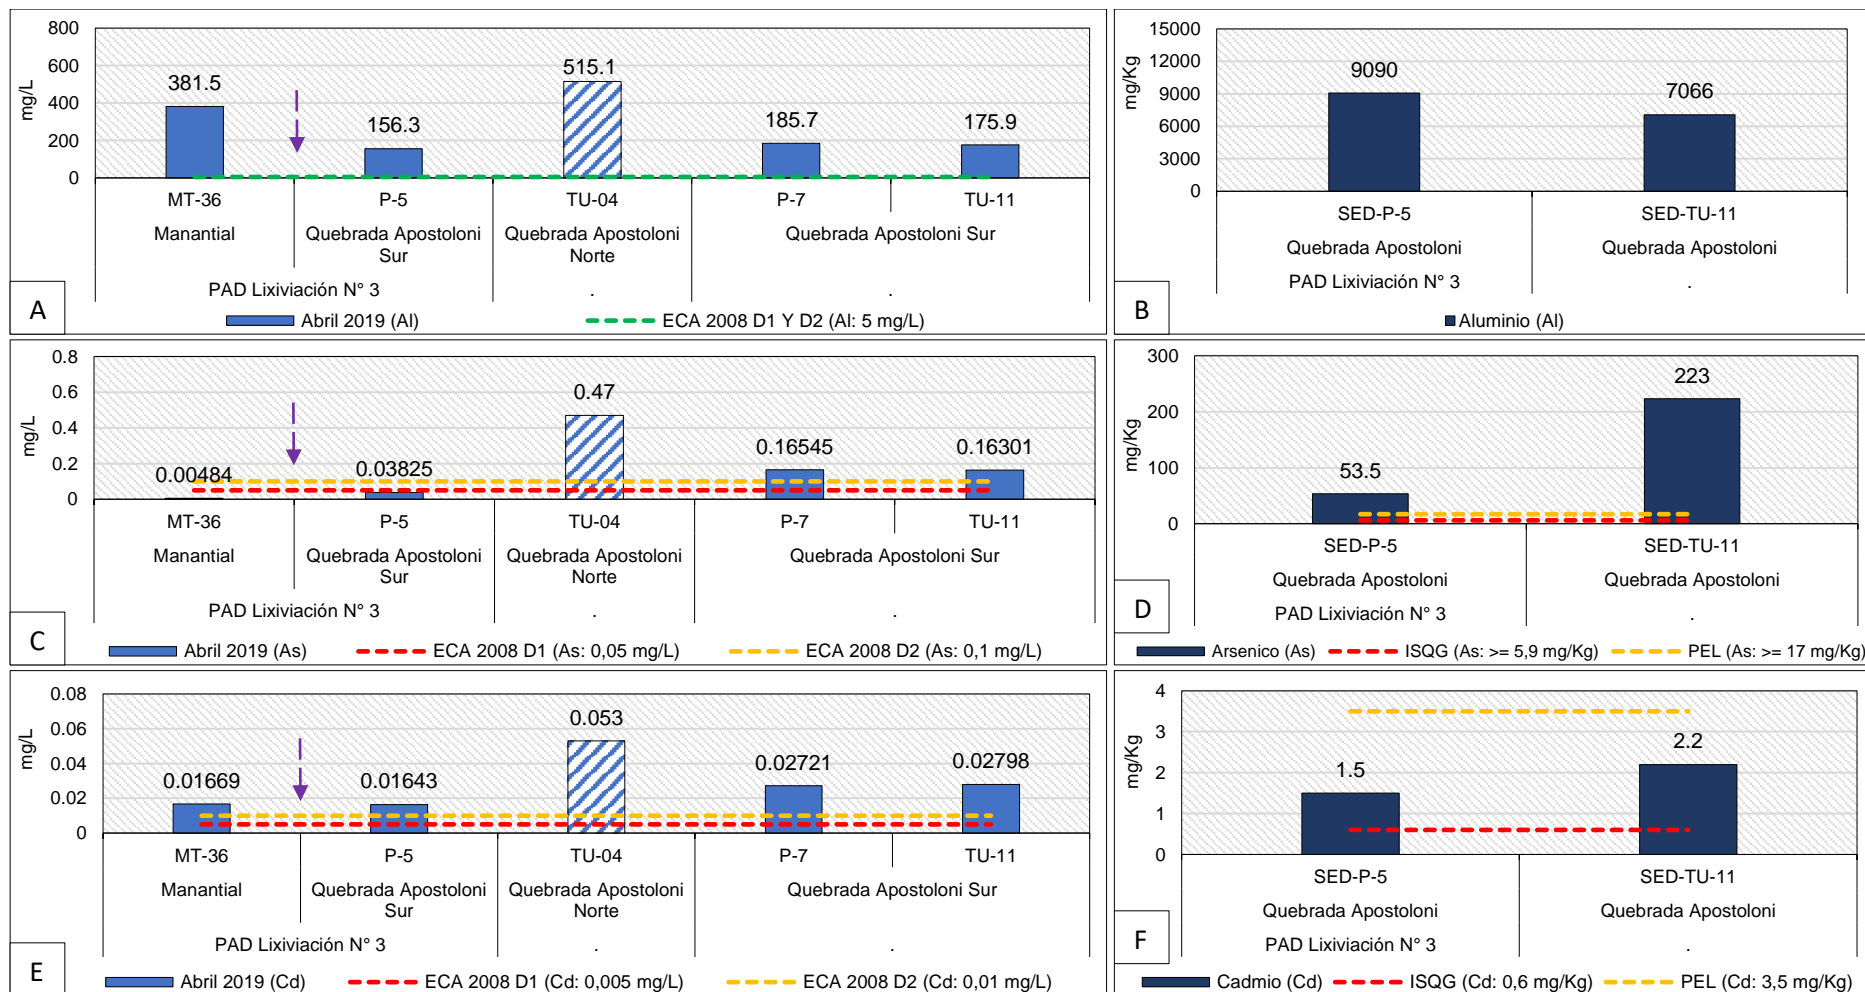 800
600
400
200
0
mg/L
381.5
156.3
515.1
185.7
175.9
MT-36
P-5
TU-04
P-7
TU-11
Manantial
Quebrada Apostoloni
Sur
Quebrada Apostoloni
Norte
Quebrada Apostoloni Sur
PAD Lixiviación N° 3
.
.
A
Abril 2019 (Al)
ECA 2008 D1 Y D2 (Al: 5 mg/L)
15000
12000
9000
6000
3000
0
mg/Kg
9090
7066
SED-P-5
SED-TU-11
Quebrada Apostoloni
Quebrada Apostoloni
PAD Lixiviación N° 3
.
B
Aluminio (Al)
0.8
0.6
0.4
0.2
0
mg/L
0.00484
0.03825
0.47
0.16545
0.16301
MT-36
P-5
TU-04
P-7
TU-11
Manantial
Quebrada Apostoloni
Sur
Quebrada Apostoloni
Norte
Quebrada Apostoloni Sur
PAD Lixiviación N° 3
.
.
C
Abril 2019 (As)
ECA 2008 D1 (As: 0,05 mg/L)
ECA 2008 D2 (As: 0,1 mg/L)
300
200
100
0
mg/Kg
53.5
223
SED-P-5
SED-TU-11
Quebrada Apostoloni
Quebrada Apostoloni
PAD Lixiviación N° 3
.
D
Arsenico (As)
ISQG (As: >= 5,9 mg/Kg)
PEL (As: >= 17 mg/Kg)
0.08
0.06
0.04
0.02
0
mg/L
0.01669
0.01643
0.053
0.02721
0.02798
MT-36
P-5
TU-04
P-7
TU-11
Manantial
Quebrada Apostoloni
Sur
Quebrada Apostoloni
Norte
Quebrada Apostoloni Sur
PAD Lixiviación N° 3
.
.
E
Abril 2019 (Cd)
ECA 2008 D1 (Cd: 0,005 mg/L)
ECA 2008 D2 (Cd: 0,01 mg/L)
4
3
2
1
0
mg/Kg
1.5
2.2
SED-P-5
SED-TU-11
Quebrada Apostoloni
Quebrada Apostoloni
PAD Lixiviación N° 3
.
F
Cadmio (Cd)
ISQG (Cd: 0,6 mg/Kg)
PEL (Cd: 3,5 mg/Kg)